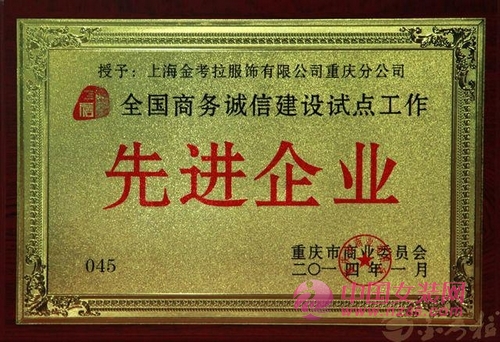 授予：上海金考拉服饰有限公司重庆分公司
全国商务诚信建设试点工作
先进企业
重庆市商业委员会
二〇一四年一月
045
中国女装网